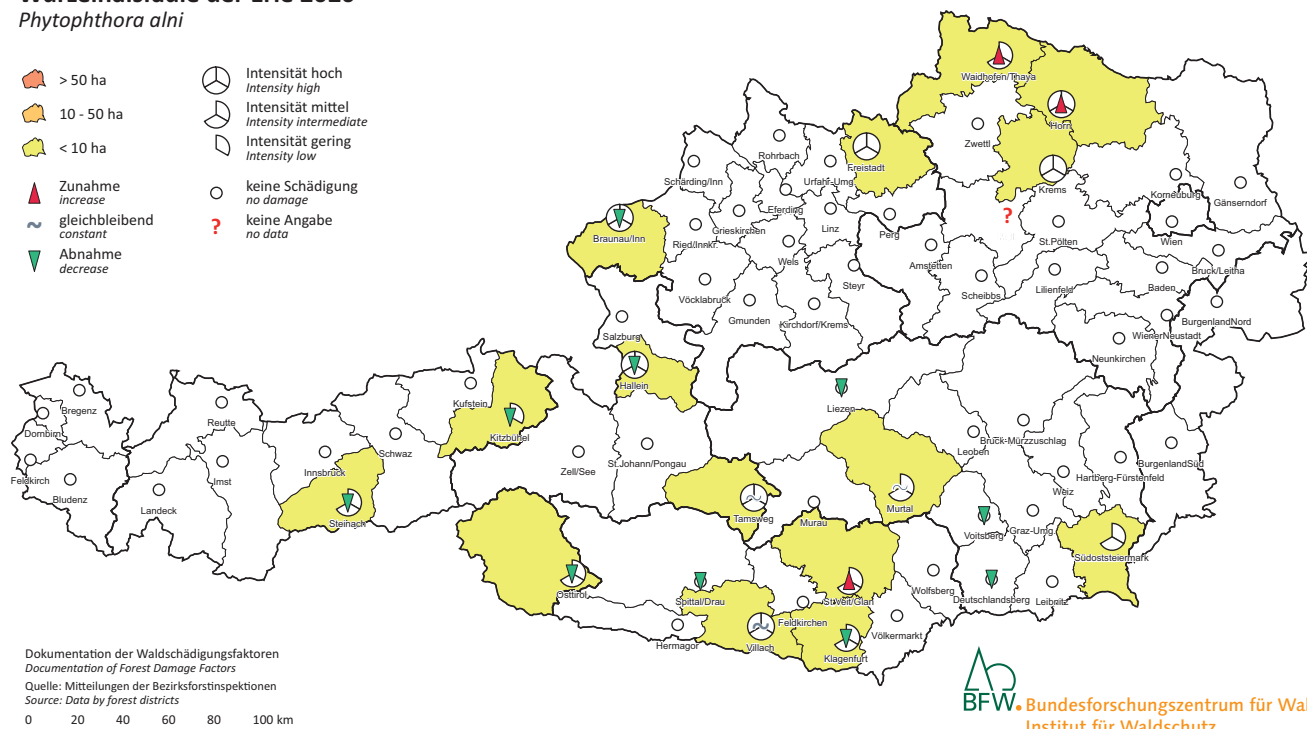 Phytophthora alni
> 50 ha
10 - 50 ha
< 10 ha
Zunahme
increase
gleichbleibend
constant
Abnahme
decrease
Intensität hoch
Intensity high
Intensität mittel
Intensity intermediate
Intensität gering
Intensity low
keine Schädigung
no damage
?
keine Angabe
no data
Waidhofen/Thaya
Horn
Zwettl
Krems
Korneuburg
Gänserndorf
Rohrbach
Freistadt
Schärding/Inn
Urfahr-Umg.
Eferding
Grieskirchen
Linz
Perg
Braunau/Inn
Ried/Innkr.
Wels
Steyr
Amstetten
?
St.Pölten
Wien
Bruck/Leitha
Baden
Lilienfeld
Scheibbs
Vöcklabruck
Gmunden
Kirchdorf/Krems
BurgenlandNord
WienerNeustadt
Neunkirchen
Salzburg
Hallein
Liezen
Kufstein
Kitzbühel
Bregenz
Dornbirn
Reutte
Feldkirch
Bludenz
Landeck
Imst
Innsbruck
Schwaz
Steinach
Zell/See
St.Johann/Pongau
Tamsweg
Murau
Murtal
Leoben
Bruck-Mürzzuschlag
Weiz
Hartberg-Fürstenfeld
BurgenlandSüd
Voitsberg
Graz-Umg.
Südoststeiermark
Deutschlandsberg
Leibnitz
Osttirol
Spittal/Drau
Hermagor
Villach
Feldkirchen
St.Veit/Glan
Klagenfurt
Völkermarkt
Wolfsberg
Dokumentation der Waldschädigungsfaktoren
Documentation of Forest Damage Factors
Quelle: Mitteilungen der Bezirksforstinspektionen
Source: Data by forest districts
0 20 40 60 80 100 km
BFW
Bundesforschungszentrum für Wal
Institut für Waldschutz